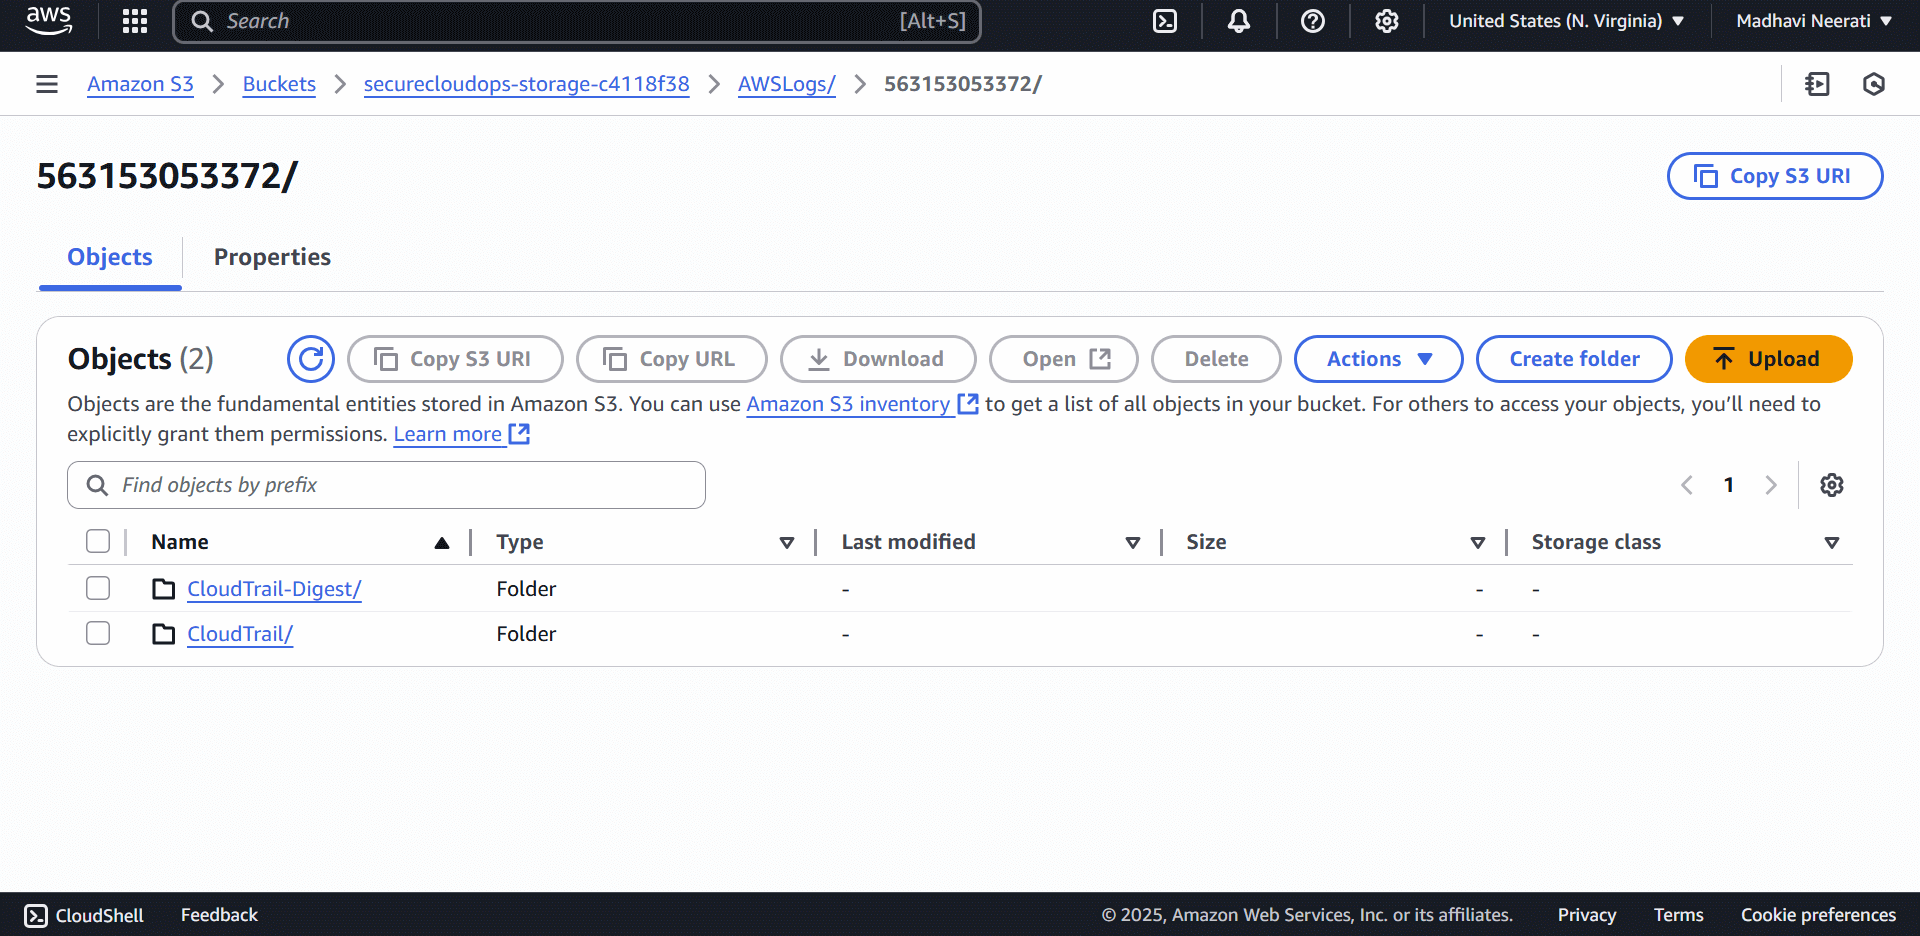 aws Search [Alt+S] United States (N. Virginia) Madhavi Neerati
Amazon S3 Buckets securecloudops-storage-c4118f38 AWSLogs/ 563153053372/
563153053372/
Copy S3 URI
Objects Properties
Objects (2) Copy S3 URI Copy URL Download Open Delete Actions Create folder Upload
Objects are the fundamental entities stored in Amazon S3. You can use Amazon S3 inventory to get a list of all objects in your bucket. For others to access your objects, you’ll need to
explicitly grant them permissions. Learn more
Find objects by prefix 1
Name Type Last modified Size Storage class
CloudTrail-Digest/ Folder - - -
CloudTrail/ Folder - - -
CloudShell Feedback © 2025, Amazon Web Services, Inc. or its affiliates. Privacy Terms Cookie preferences